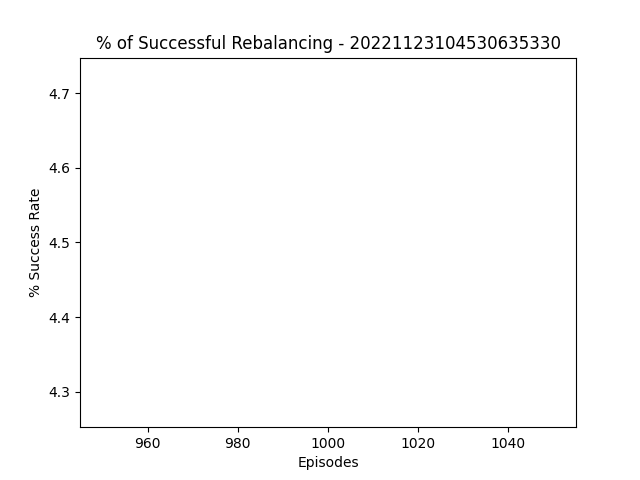 % of Successful Rebalancing - 20221123104530635330
4.7
4.6
4.5
4.4
4.3
% Success Rate
960 980 1000 1020 1040
Episodes